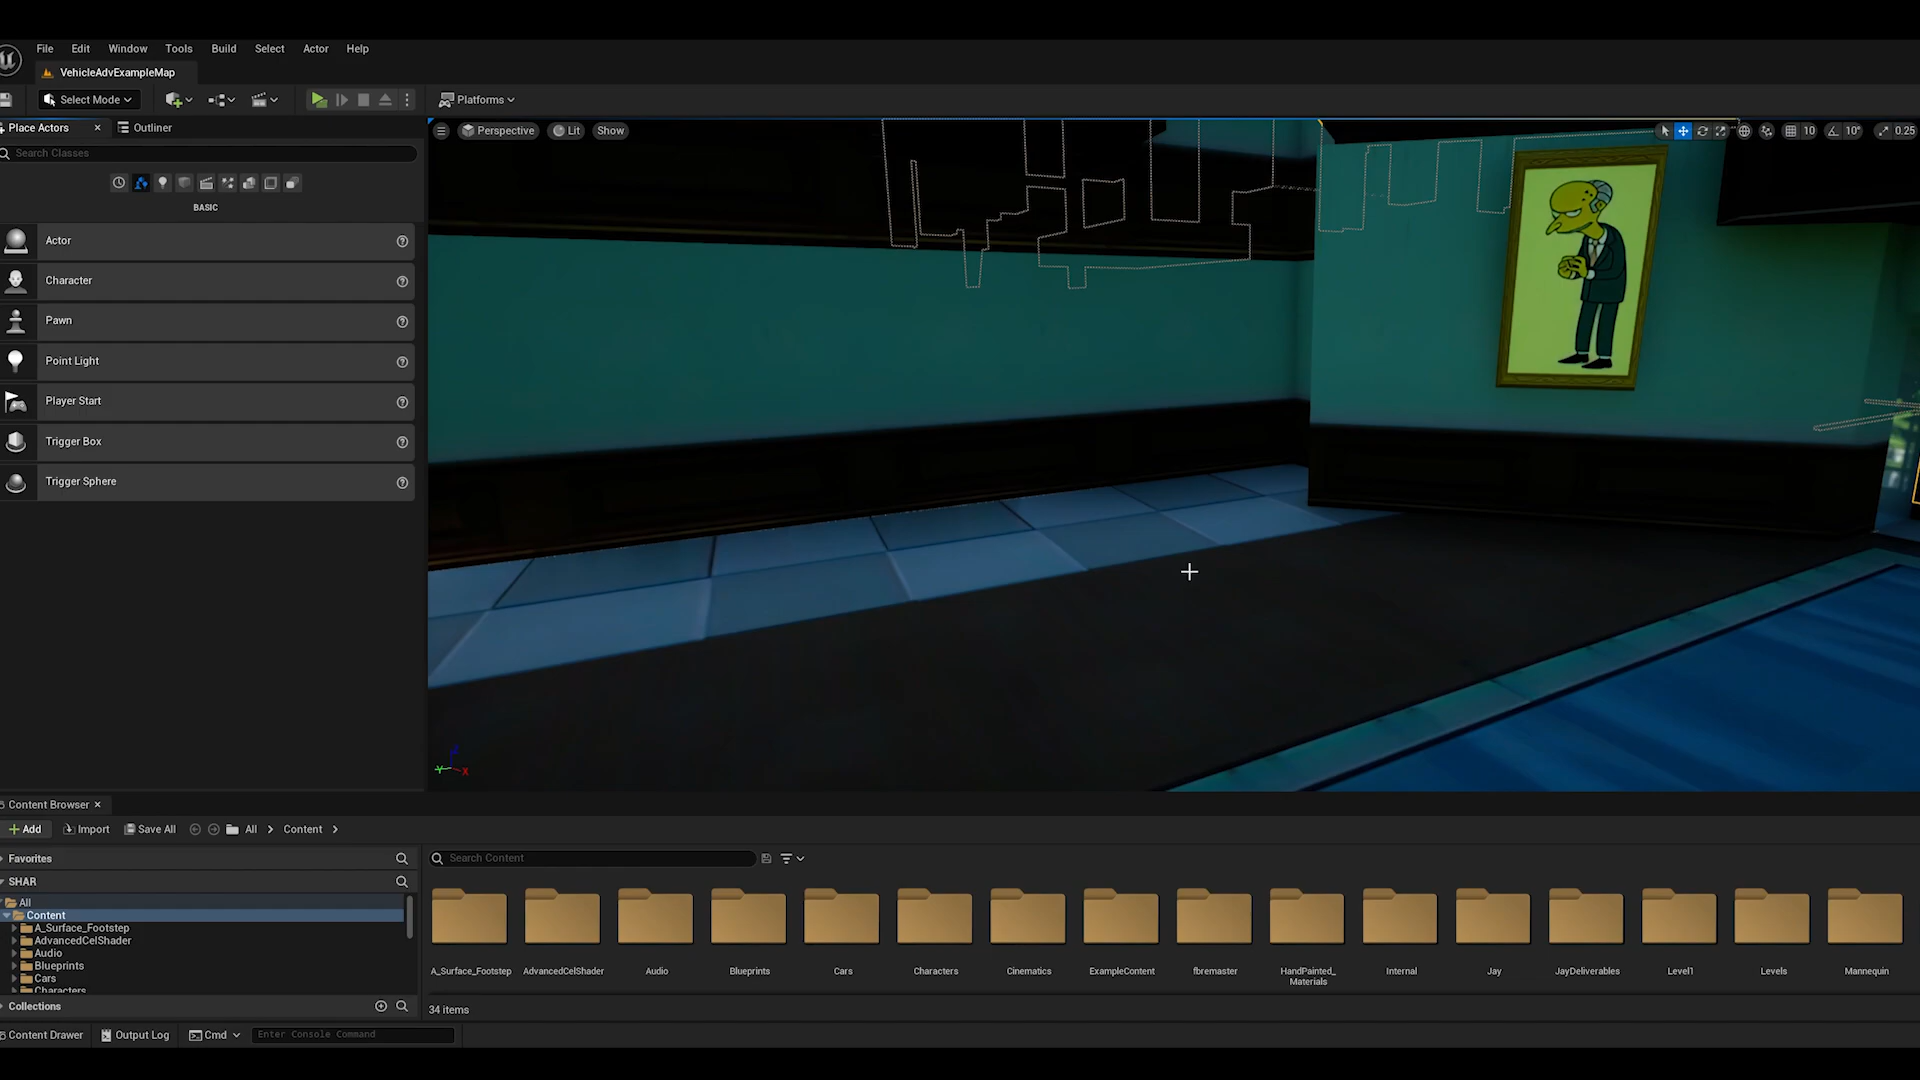 File Edit Window Tools Build Select Actor Help
VehicleAdvExampleMap
Select Mode Platforms
Place Actors Outliner
Search Classes
Perspective Lit Show 10 10° 0.25
BASIC
Actor
Character
Pawn
Point Light
Player Start
Trigger Box
Trigger Sphere
Y X
Content Browser
Add Import Save All All Content
Favorites
Search Content
SHAR
All
Content
A_Surface_Footstep
AdvancedCelShader
Audio
Blueprints
Cars
Characters
A_Surface_Footstep AdvancedCelShader Audio Blueprints Cars Characters Cinematics ExampleContent fbremaster HandPainted_ Internal Jay JayDeliverables Level1 Levels Mannequin
Materials
Collections
34 items
Content Drawer Output Log Cmd Enter Console Command